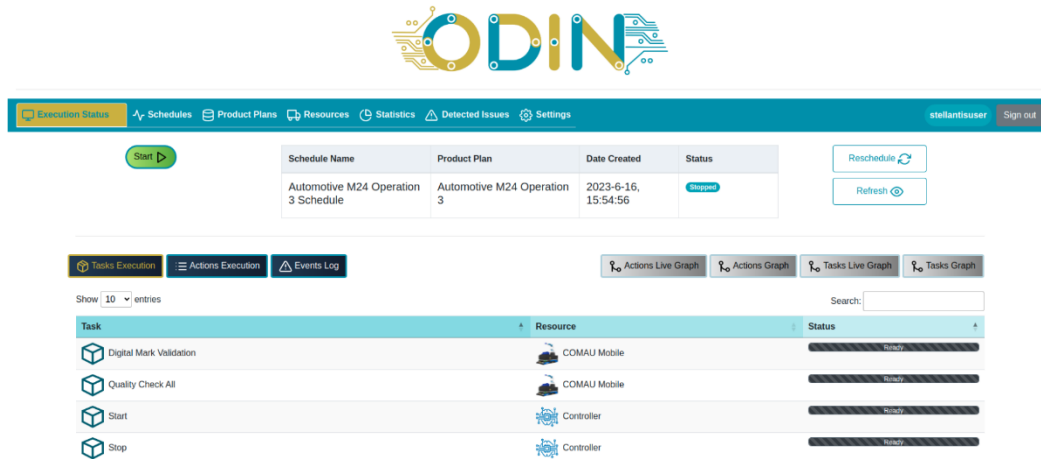 ODIN
Execution Status Schedules Product Plans Resources Statistics Detected Issues Settings stellantisuser Sign out
Start
Schedule Name Product Plan Date Created Status
Automotive M24 Operation 3 Schedule Automotive M24 Operation 3 2023-6-16, 15:54:56 Stopped
Reschedule
Refresh
Tasks Execution Actions Execution Events Log Actions Live Graph Actions Graph Tasks Live Graph Tasks Graph
Show 10 entries Search:
Task Resource Status
Digital Mark Validation COMAU Mobile Ready
Quality Check All COMAU Mobile Ready
Start Controller Ready
Stop Controller Ready